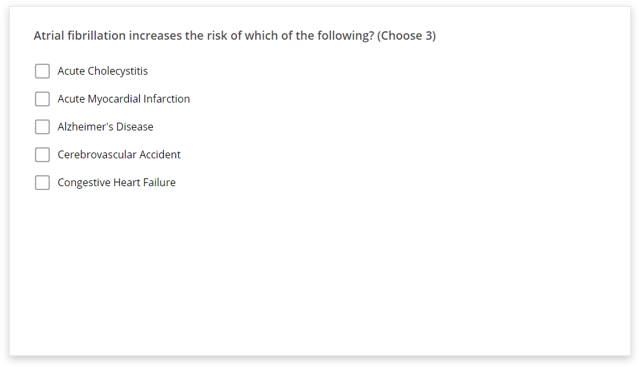 Atrial fibrillation increases the risk of which of the following? (Choose 3)
Acute Cholecystitis
Acute Myocardial Infarction
Alzheimer's Disease
Cerebrovascular Accident
Congestive Heart Failure